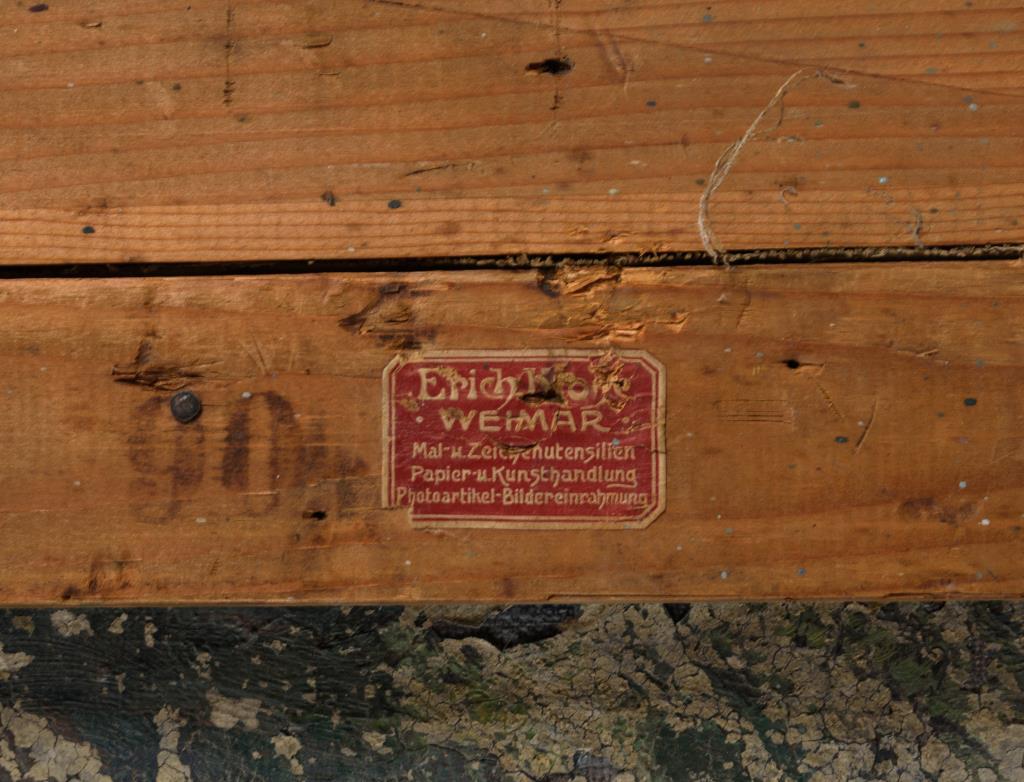 Erich
WEIMAR
Mal-u.Zeichenutensilien
Papier-u.Kunsthandlung
Photoartikel-Bildereinrahmung
90